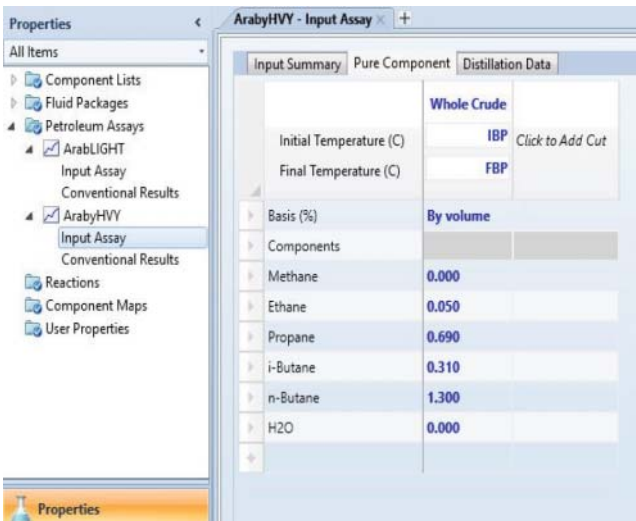 Properties <
All Items
Component Lists
Fluid Packages
Petroleum Assays
ArabLIGHT
Input Assay
Conventional Results
ArabyHVY
Input Assay
Conventional Results
Reactions
Component Maps
User Properties
Properties
ArabyHVY - Input Assay × +
Input Summary Pure Component Distillation Data
Whole Crude
Initial Temperature (C) IBP Click to Add Cut
Final Temperature (C) FBP
Basis (%) By volume
Components
Methane 0.000
Ethane 0.050
Propane 0.690
i-Butane 0.310
n-Butane 1.300
H2O 0.000